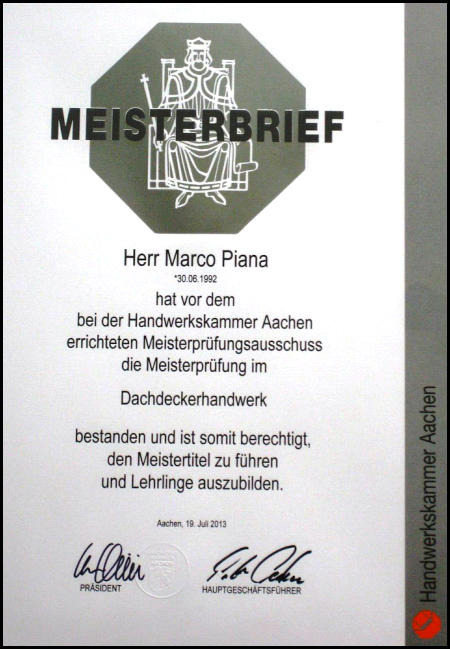 MEISTERBRIEF
Herr Marco Piana
*30.06.1992
hat vor dem
bei der Handwerkskammer Aachen
errichteten Meisterprüfungsausschuss
die Meisterprüfung im
Dachdeckerhandwerk
bestanden und ist somit berechtigt,
den Meistertitel zu führen
und Lehrlinge auszubilden.
Aachen, 19. Juli 2013
PRÄSIDENT
HAUPTGESCHÄFTSFÜHRER
Handwerkskammer Aachen